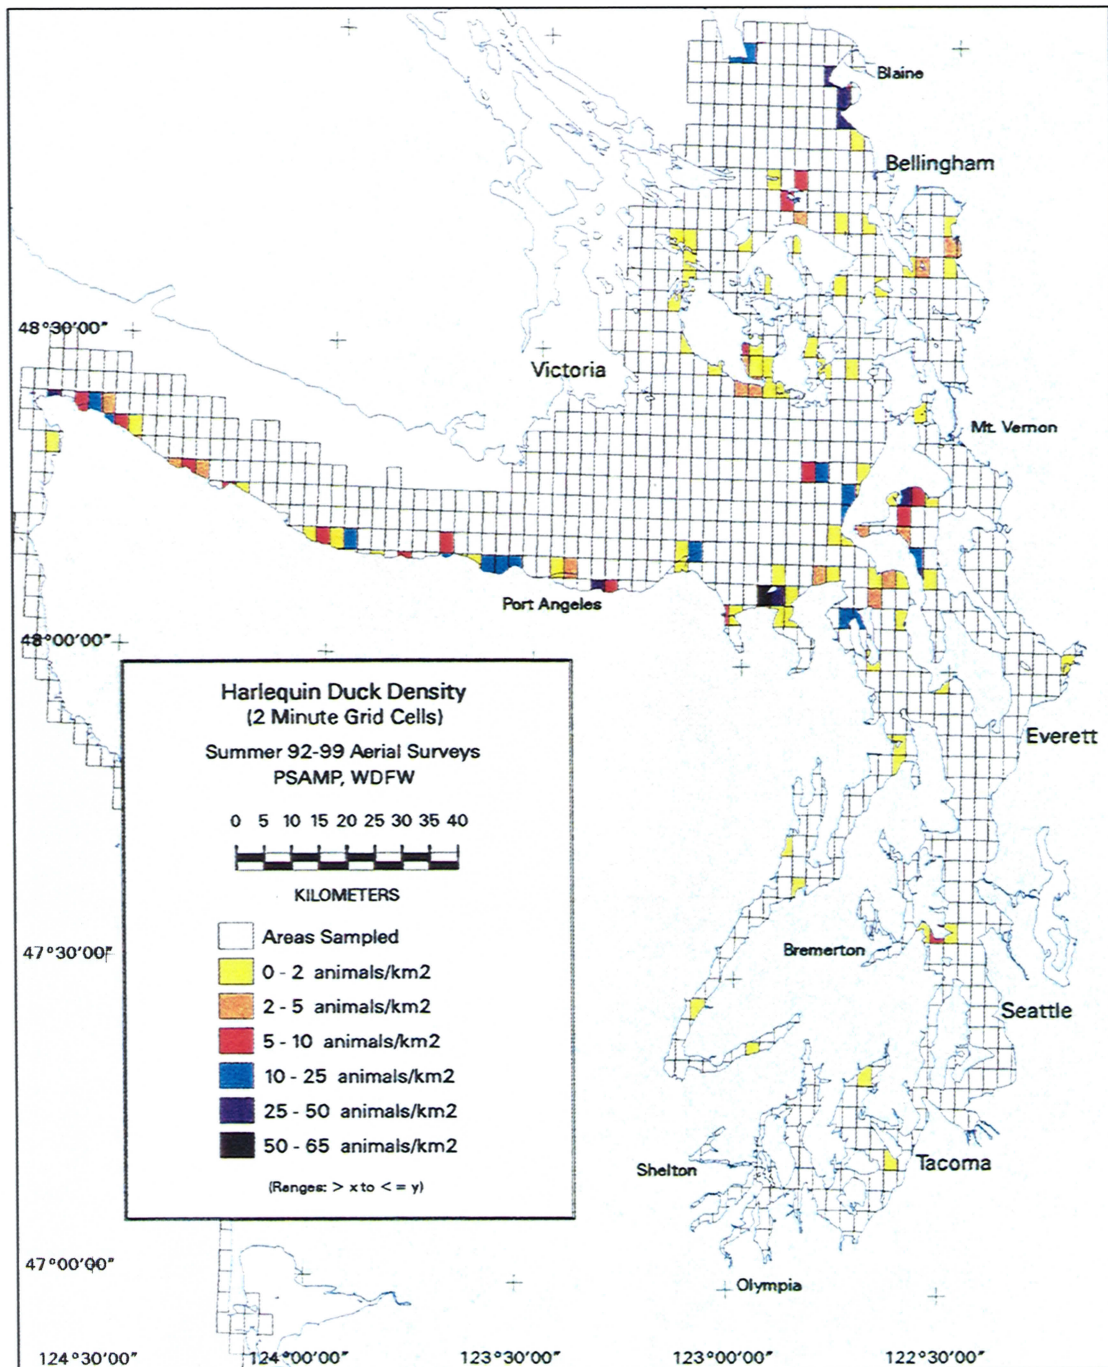 Blaine
Bellingham
48°30'00"
Victoria
Mt. Vernon
Port Angeles
48°00'00"
Harlequin Duck Density
(2 Minute Grid Cells)
Summer 92-99 Aerial Surveys
PSAMP, WDFW
0 5 10 15 20 25 30 35 40
KILOMETERS
Areas Sampled
0 - 2 animals/km2
2 - 5 animals/km2
5 - 10 animals/km2
10 - 25 animals/km2
25 - 50 animals/km2
50 - 65 animals/km2
(Ranges: > x to < = y)
Everett
47°30'00"
Bremerton
Seattle
Shelton
Tacoma
47°00'00"
Olympia
124°30'00" 124°00'00" 123°30'00" 123°00'00" 122°30'00"